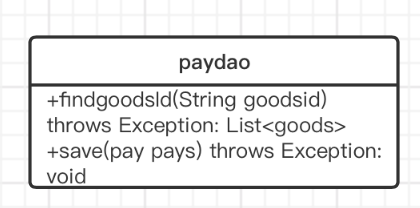 paydao
+findgoodsId(String goodsid)
throws Exception: List<goods>
+save(pay pays) throws Exception:
void